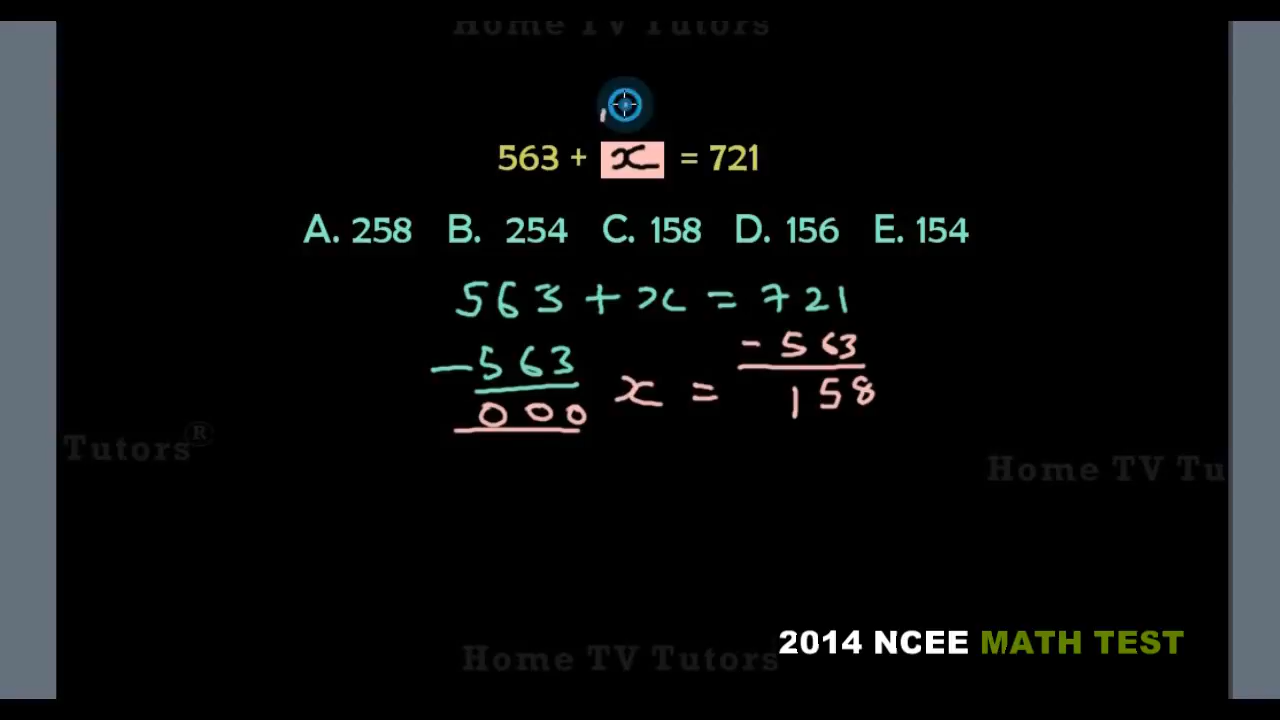 Home TV Tutors
563 + x = 721
A. 258 B. 254 C. 158 D. 156 E. 154
563 + x = 721
-563 -563
000 x = 158
Tutors®
Home TV Tu
2014 NCEE MATH TEST
Home TV Tutors